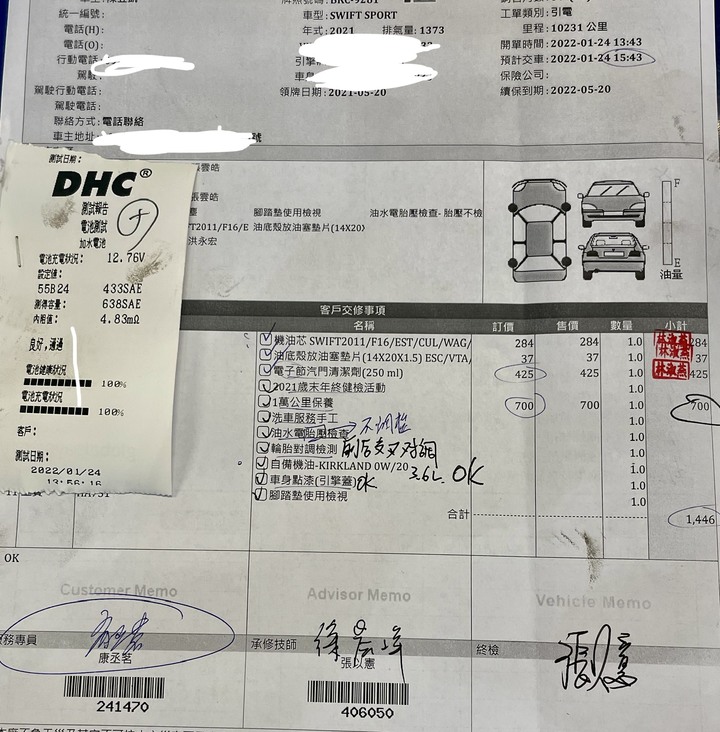 統一編號:
車型:SWIFT SPORT
工單類別:引電
電話(H):
年式:2021 排氣量:1373
里程:10231 公里
電話(O):
開單時間:2022-01-24 13:43
行動電話:
預計交車:2022-01-24 15:43
保險公司:
駕駛行動電話:
領牌日期:2021-05-20
續保到期:2022-05-20
駕駛電話:
聯絡方式:電話聯絡
車主地址:
號
測試日期:
DHC®
測試報告
電池測試
加水電池
電池充電狀況: 12.76V
設定值:
55B24 433SAE
測得容量: 638SAE
內阻值: 4.83mΩ
良好,通過
電池健康狀況
100%
電池充電狀況
100%
客戶:
測試日期:
2022/01/24
13:56:16
張雲皓
張雲皓
腳踏墊使用檢視 油水電胎壓檢查- 胎壓不檢
T2011/F16/E 油底殼放油塞墊片(14X20)
洪永宏
F
E
油量
客戶交修事項
名稱 訂價 售價 數量 小計
機油芯 SWIFT2011/F16/EST/CUL/WAG/ 284 284 1.0 284
油底殼放油塞墊片(14X20X1.5) ESC/VTA/ 37 37 1.0 37
電子節汽門清潔劑(250 ml) 425 425 1.0 425
2021歲末年終健檢活動 1.0
1萬公里保養 700 700 1.0 700
洗車服務手工 1.0
油水電胎壓檢查 不調整 1.0
輪胎對調檢測 1.0
自備機油-KIRKLAND 0W/20 3.6L OK 1.0
車身點漆(引擎蓋) OK 1.0
腳踏墊使用檢視 1.0
合計 1,446
OK
Customer Memo
Advisor Memo
Vehicle Memo
務專員
康丞茗
承修技師
張以憲
終檢
241470
406050